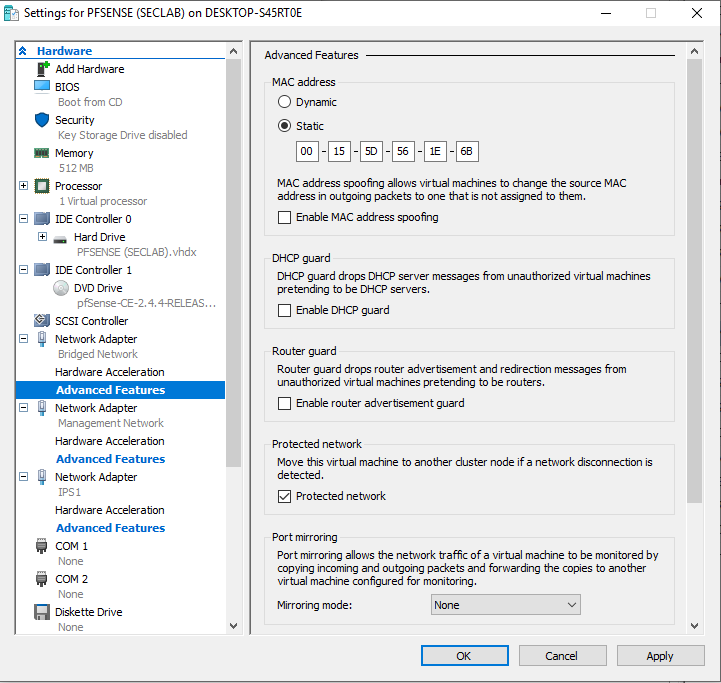 Settings for PFSENSE (SECLAB) on DESKTOP-S45RT0E
Hardware
Add Hardware
BIOS
Boot from CD
Security
Key Storage Drive disabled
Memory
512 MB
Processor
1 Virtual processor
IDE Controller 0
Hard Drive
PFSENSE (SECLAB).vhdx
IDE Controller 1
DVD Drive
pfSense-CE-2.4.4-RELEAS...
SCSI Controller
Network Adapter
Bridged Network
Hardware Acceleration
Advanced Features
Network Adapter
Management Network
Hardware Acceleration
Advanced Features
Network Adapter
IPS1
Hardware Acceleration
Advanced Features
COM 1
None
COM 2
None
Diskette Drive
None
Advanced Features
MAC address
Dynamic
Static
00 - 15 - 5D - 56 - 1E - 6B
MAC address spoofing allows virtual machines to change the source MAC
address in outgoing packets to one that is not assigned to them.
Enable MAC address spoofing
DHCP guard
DHCP guard drops DHCP server messages from unauthorized virtual machines
pretending to be DHCP servers.
Enable DHCP guard
Router guard
Router guard drops router advertisement and redirection messages from
unauthorized virtual machines pretending to be routers.
Enable router advertisement guard
Protected network
Move this virtual machine to another cluster node if a network disconnection is
detected.
Protected network
Port mirroring
Port mirroring allows the network traffic of a virtual machine to be monitored by
copying incoming and outgoing packets and forwarding the copies to another
virtual machine configured for monitoring.
Mirroring mode: None
OK Cancel Apply